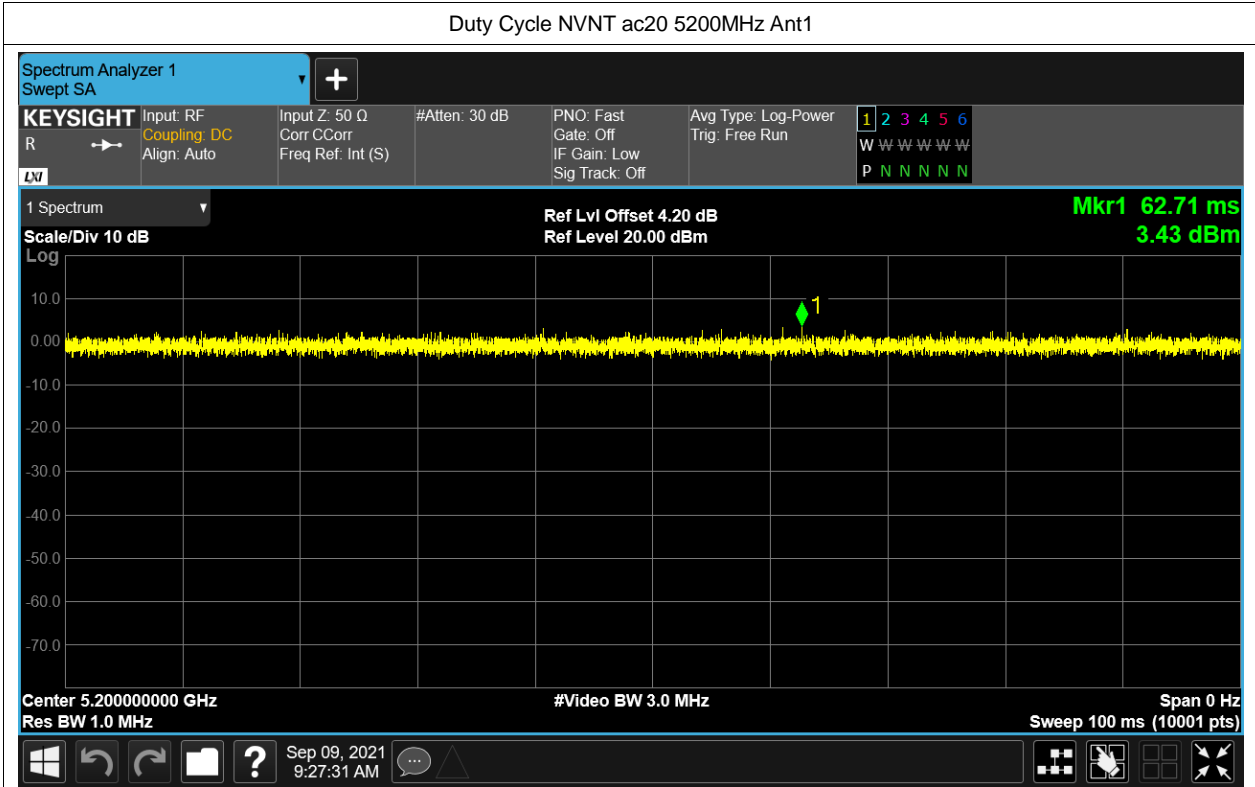 Duty Cycle NVNT ac20 5200MHz Ant1
Spectrum Analyzer 1
Swept SA
KEYSIGHT
R
LXI
Input: RF
Coupling: DC
Align: Auto
Input Z: 50 Ω
Corr CCorr
Freq Ref: Int (S)
#Atten: 30 dB
PNO: Fast
Gate: Off
IF Gain: Low
Sig Track: Off
Avg Type: Log-Power
Trig: Free Run
1 2 3 4 5 6
W W W W W W
P N N N N N
1 Spectrum
Scale/Div 10 dB
Log
Ref Lvl Offset 4.20 dB
Ref Level 20.00 dBm
Mkr1 62.71 ms
3.43 dBm
1
10.0
0.00
-10.0
-20.0
-30.0
-40.0
-50.0
-60.0
-70.0
Center 5.200000000 GHz
#Video BW 3.0 MHz
Span 0 Hz
Res BW 1.0 MHz
Sweep 100 ms (10001 pts)
?
Sep 09, 2021
9:27:31 AM